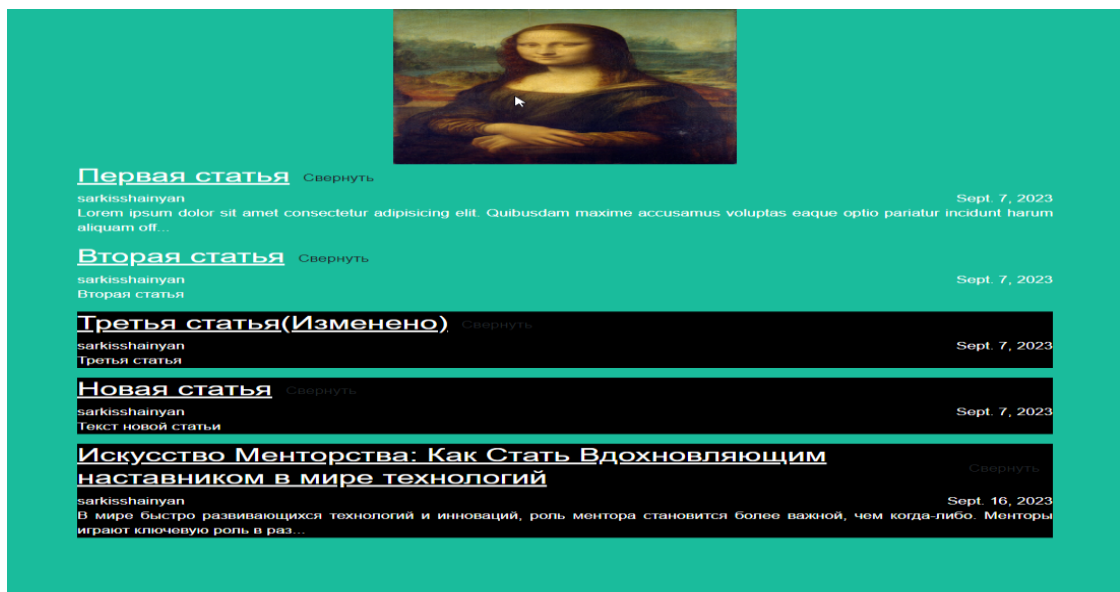 Первая статья Свернуть
sarkisshainyan Sept. 7, 2023
Lorem ipsum dolor sit amet consectetur adipisicing elit. Quibusdam maxime accusamus voluptas eaque optio pariatur incidunt harum
aliquam off...
Вторая статья Свернуть
sarkisshainyan Sept. 7, 2023
Вторая статья
Третья статья(Изменено) Свернуть
sarkisshainyan Sept. 7, 2023
Третья статья
Новая статья Свернуть
sarkisshainyan Sept. 7, 2023
Текст новой статьи
Искусство Менторства: Как Стать Вдохновляющим
наставником в мире технологий Свернуть
sarkisshainyan Sept. 16, 2023
В мире быстро развивающихся технологий и инноваций, роль ментора становится более важной, чем когда-либо. Менторы
играют ключевую роль в раз...